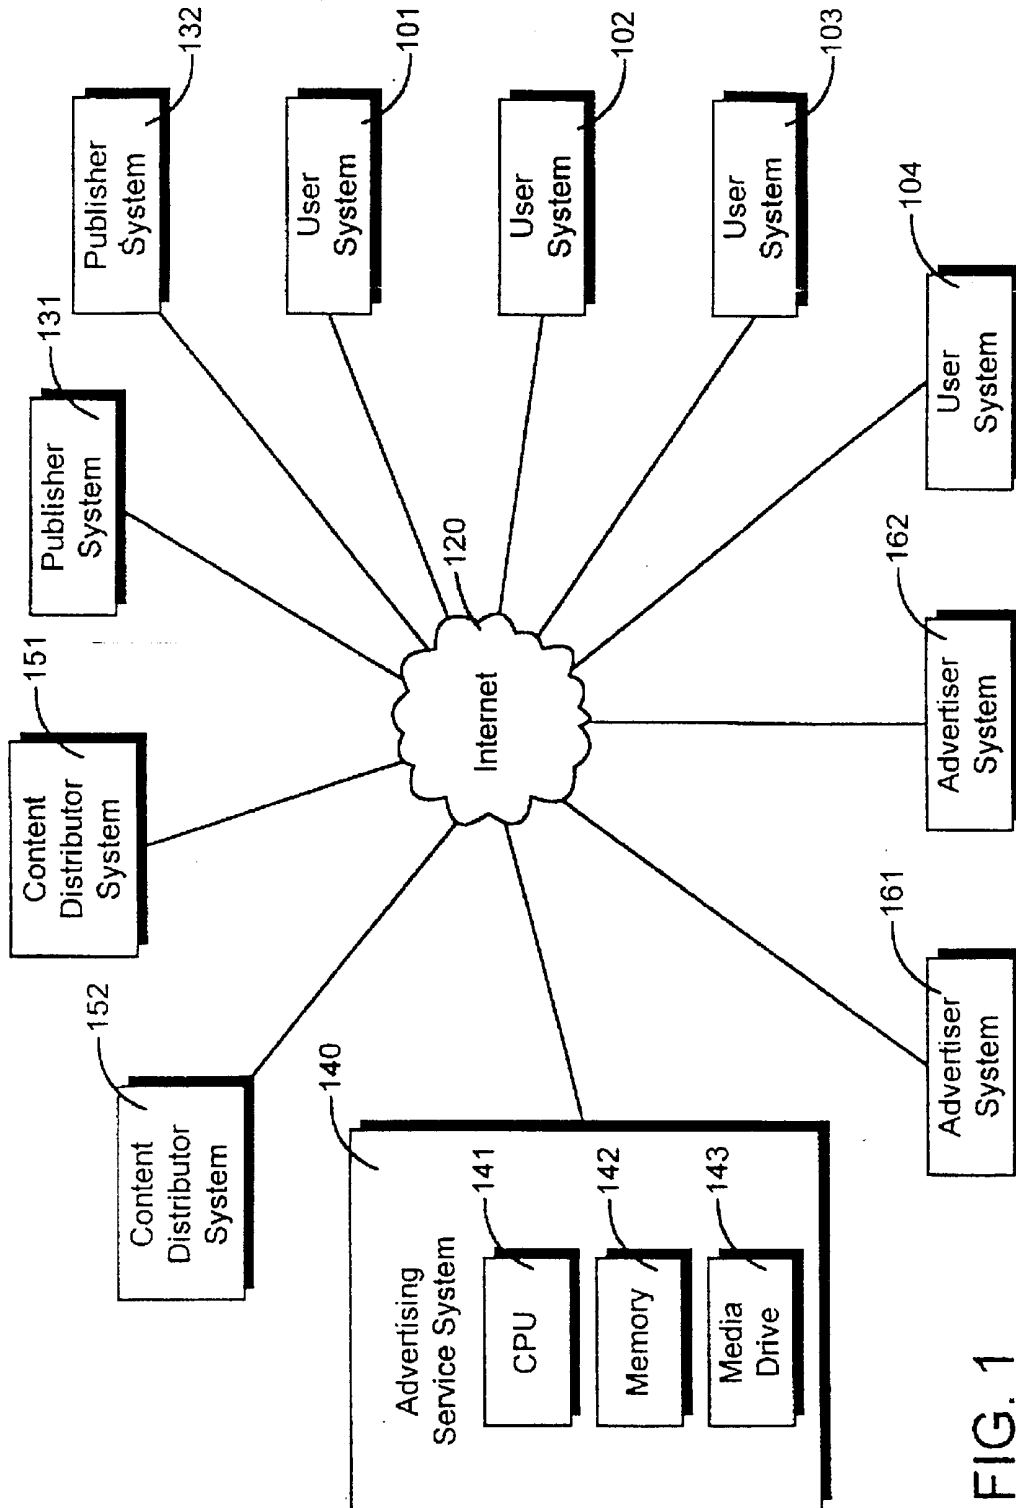 Content
Distributor
System
152
Content
Distributor
System
151
Publisher
System
131
Publisher
System
132
User
System
101
User
System
102
User
System
103
User
System
104
Internet
120
Advertising
Service System
140
CPU
141
Memory
142
Media
Drive
143
Advertiser
System
161
Advertiser
System
162
FIG. 1